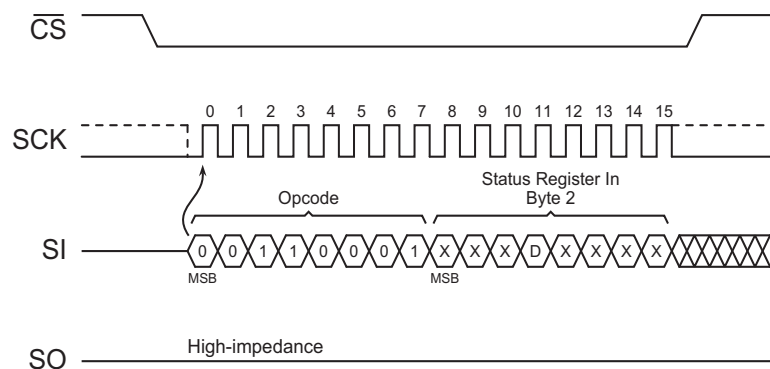 CS
0 1 2 3 4 5 6 7 8 9 10 11 12 13 14 15
SCK
Status Register In
Opcode Byte 2
SI 0 0 1 1 0 0 0 1 X X X D X X X X
MSB MSB
High-impedance
SO